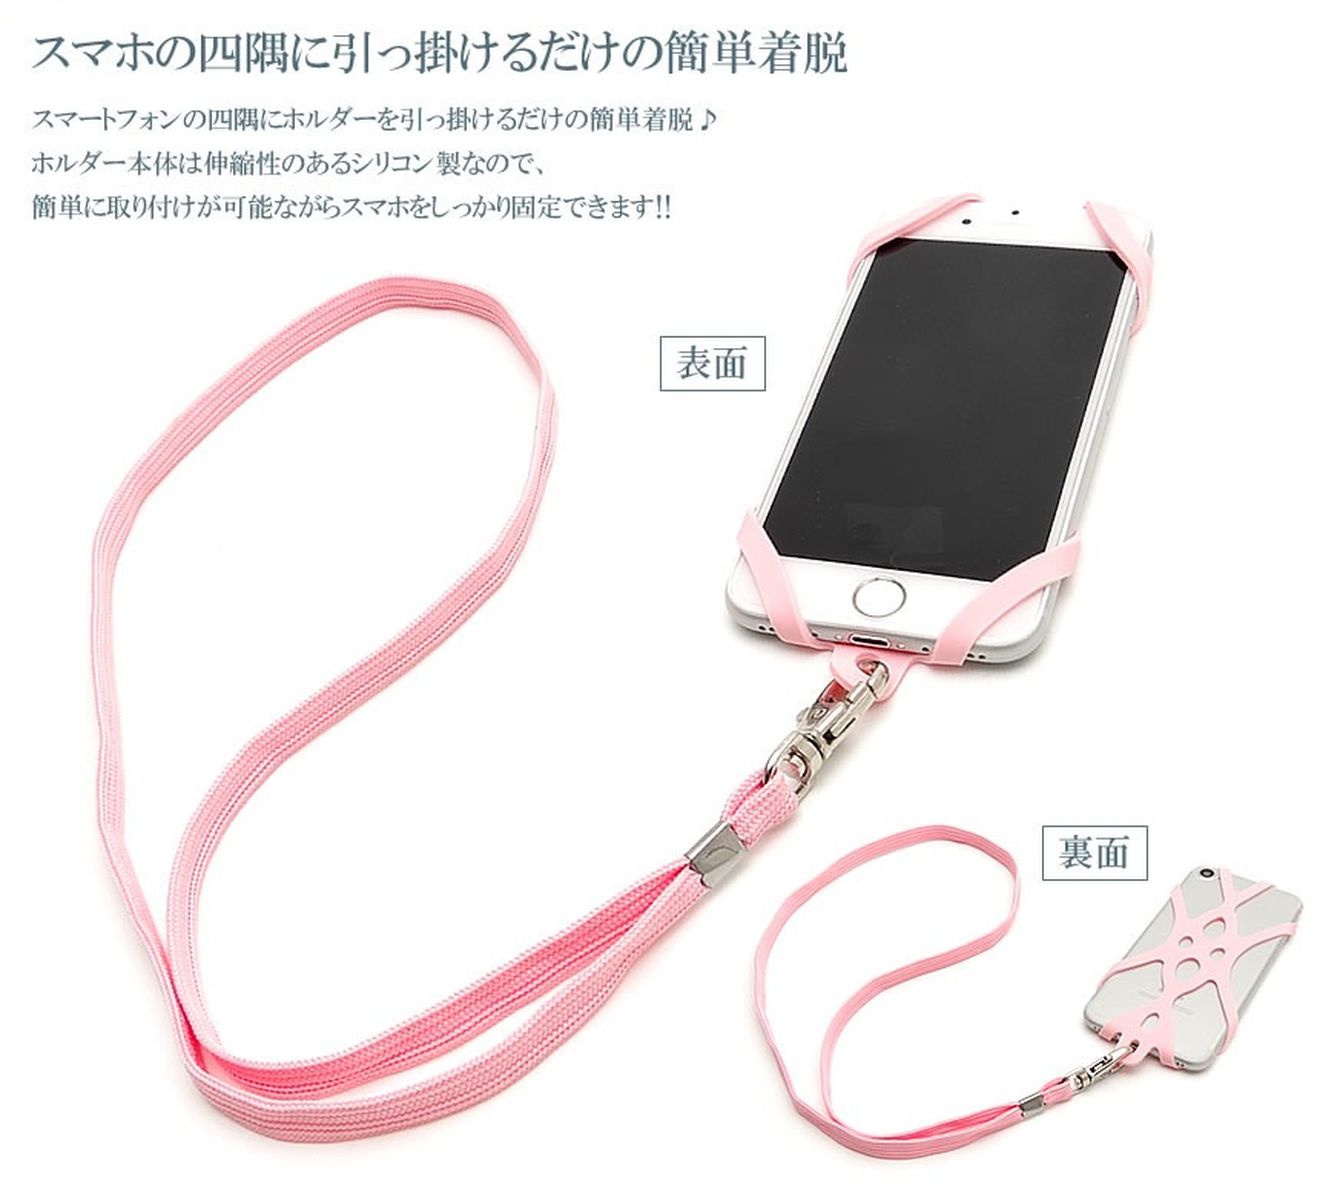 スマホの四隅に引っ掛けるだけの簡単着脱
スマートフォンの四隅にホルダーを引っ掛けるだけの簡単着脱♪
ホルダー本体は伸縮性のあるシリコン製なので、
簡単に取り付けが可能ながらスマホをしっかり固定できます!!
表面
裏面